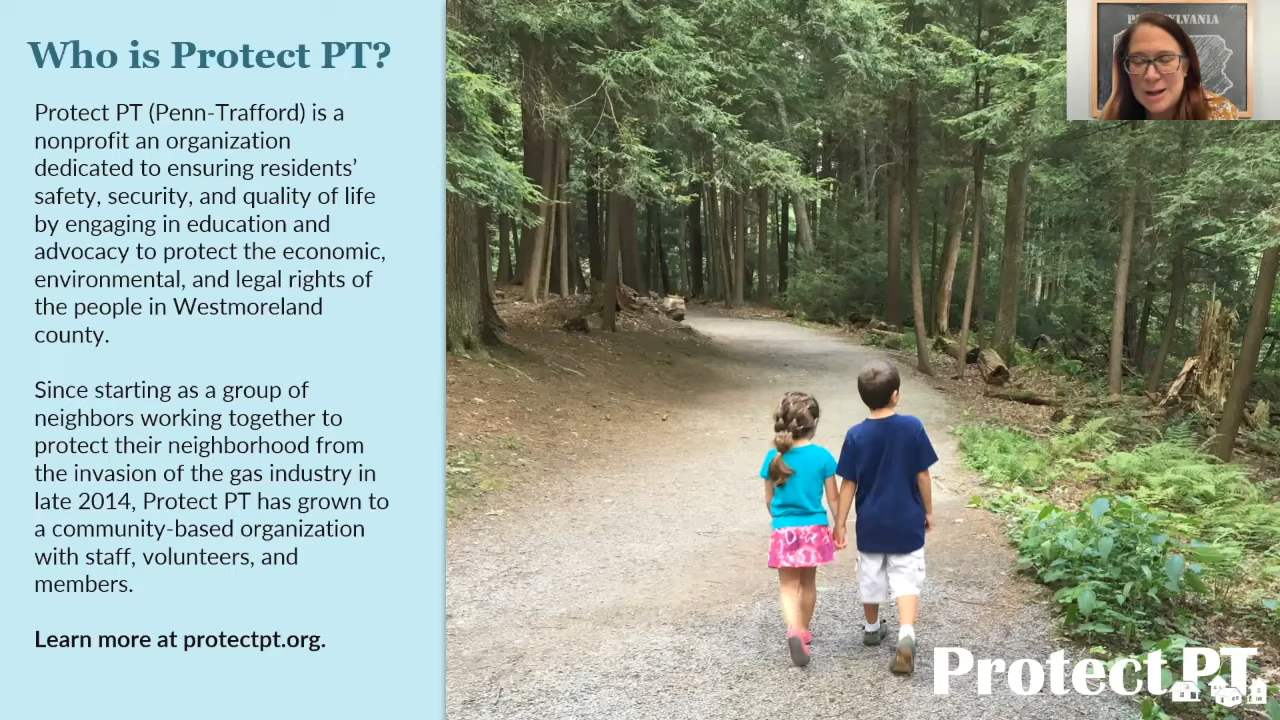 Who is Protect PT?
Protect PT (Penn-Trafford) is a
nonprofit an organization
dedicated to ensuring residents’
safety, security, and quality of life
by engaging in education and
advocacy to protect the economic,
environmental, and legal rights of
the people in Westmoreland
county.
Since starting as a group of
neighbors working together to
protect their neighborhood from
the invasion of the gas industry in
late 2014, Protect PT has grown to
a community-based organization
with staff, volunteers, and
members.
Learn more at protectpt.org.
Protect PT